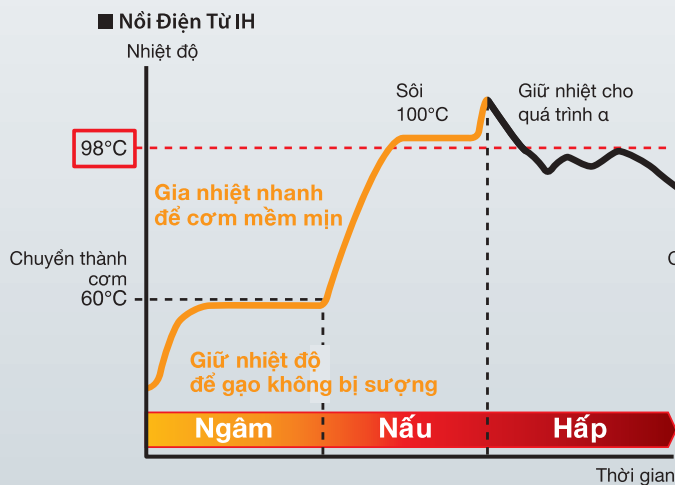 ■ Nồi Điện Từ IH
Nhiệt độ
Sôi
100°C
Giữ nhiệt cho
quá trình α
98°C
Gia nhiệt nhanh
để cơm mềm mịn
Chuyển thành
cơm
60°C
Giữ nhiệt độ
để gạo không bị sượng
Ngâm
Nấu
Hấp
Thời gian